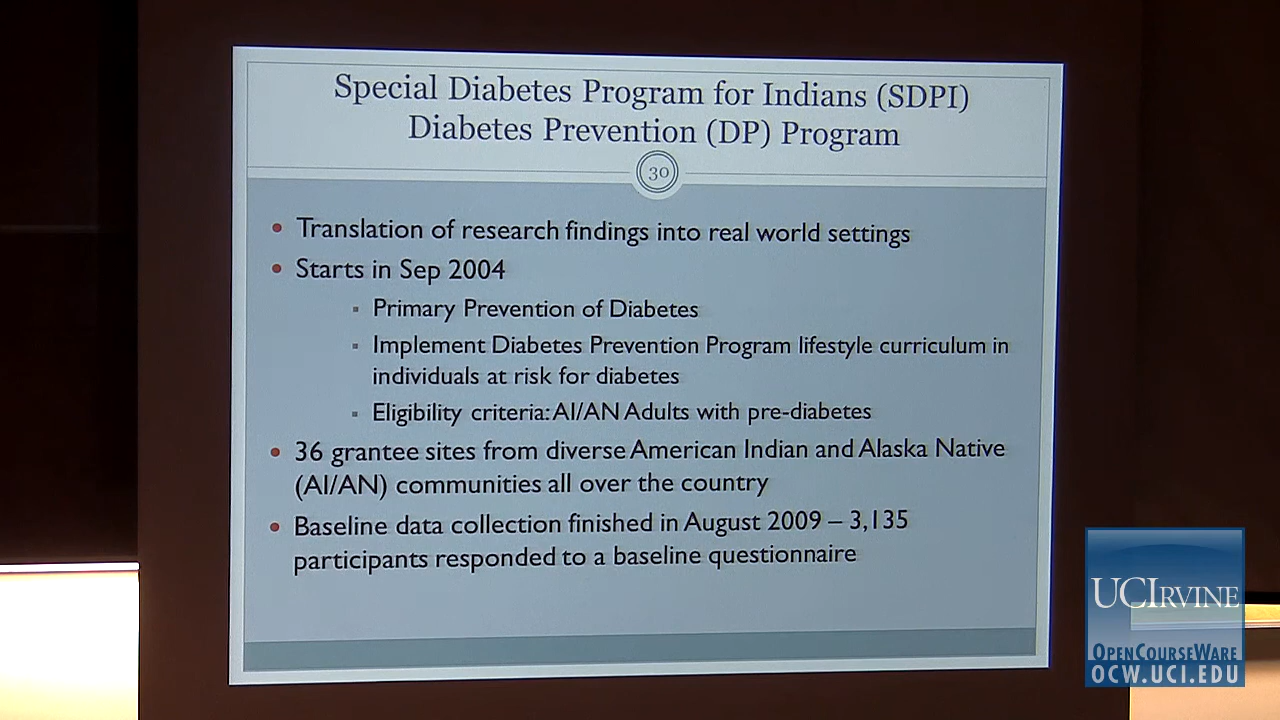 Special Diabetes Program for Indians (SDPI)
Diabetes Prevention (DP) Program
30
• Translation of research findings into real world settings
• Starts in Sep 2004
▪ Primary Prevention of Diabetes
▪ Implement Diabetes Prevention Program lifestyle curriculum in
individuals at risk for diabetes
▪ Eligibility criteria: AI/AN Adults with pre-diabetes
• 36 grantee sites from diverse American Indian and Alaska Native
(AI/AN) communities all over the country
• Baseline data collection finished in August 2009 – 3,135
participants responded to a baseline questionnaire
UCIRVINE
OPENCOURSEWARE
OCW.UCI.EDU